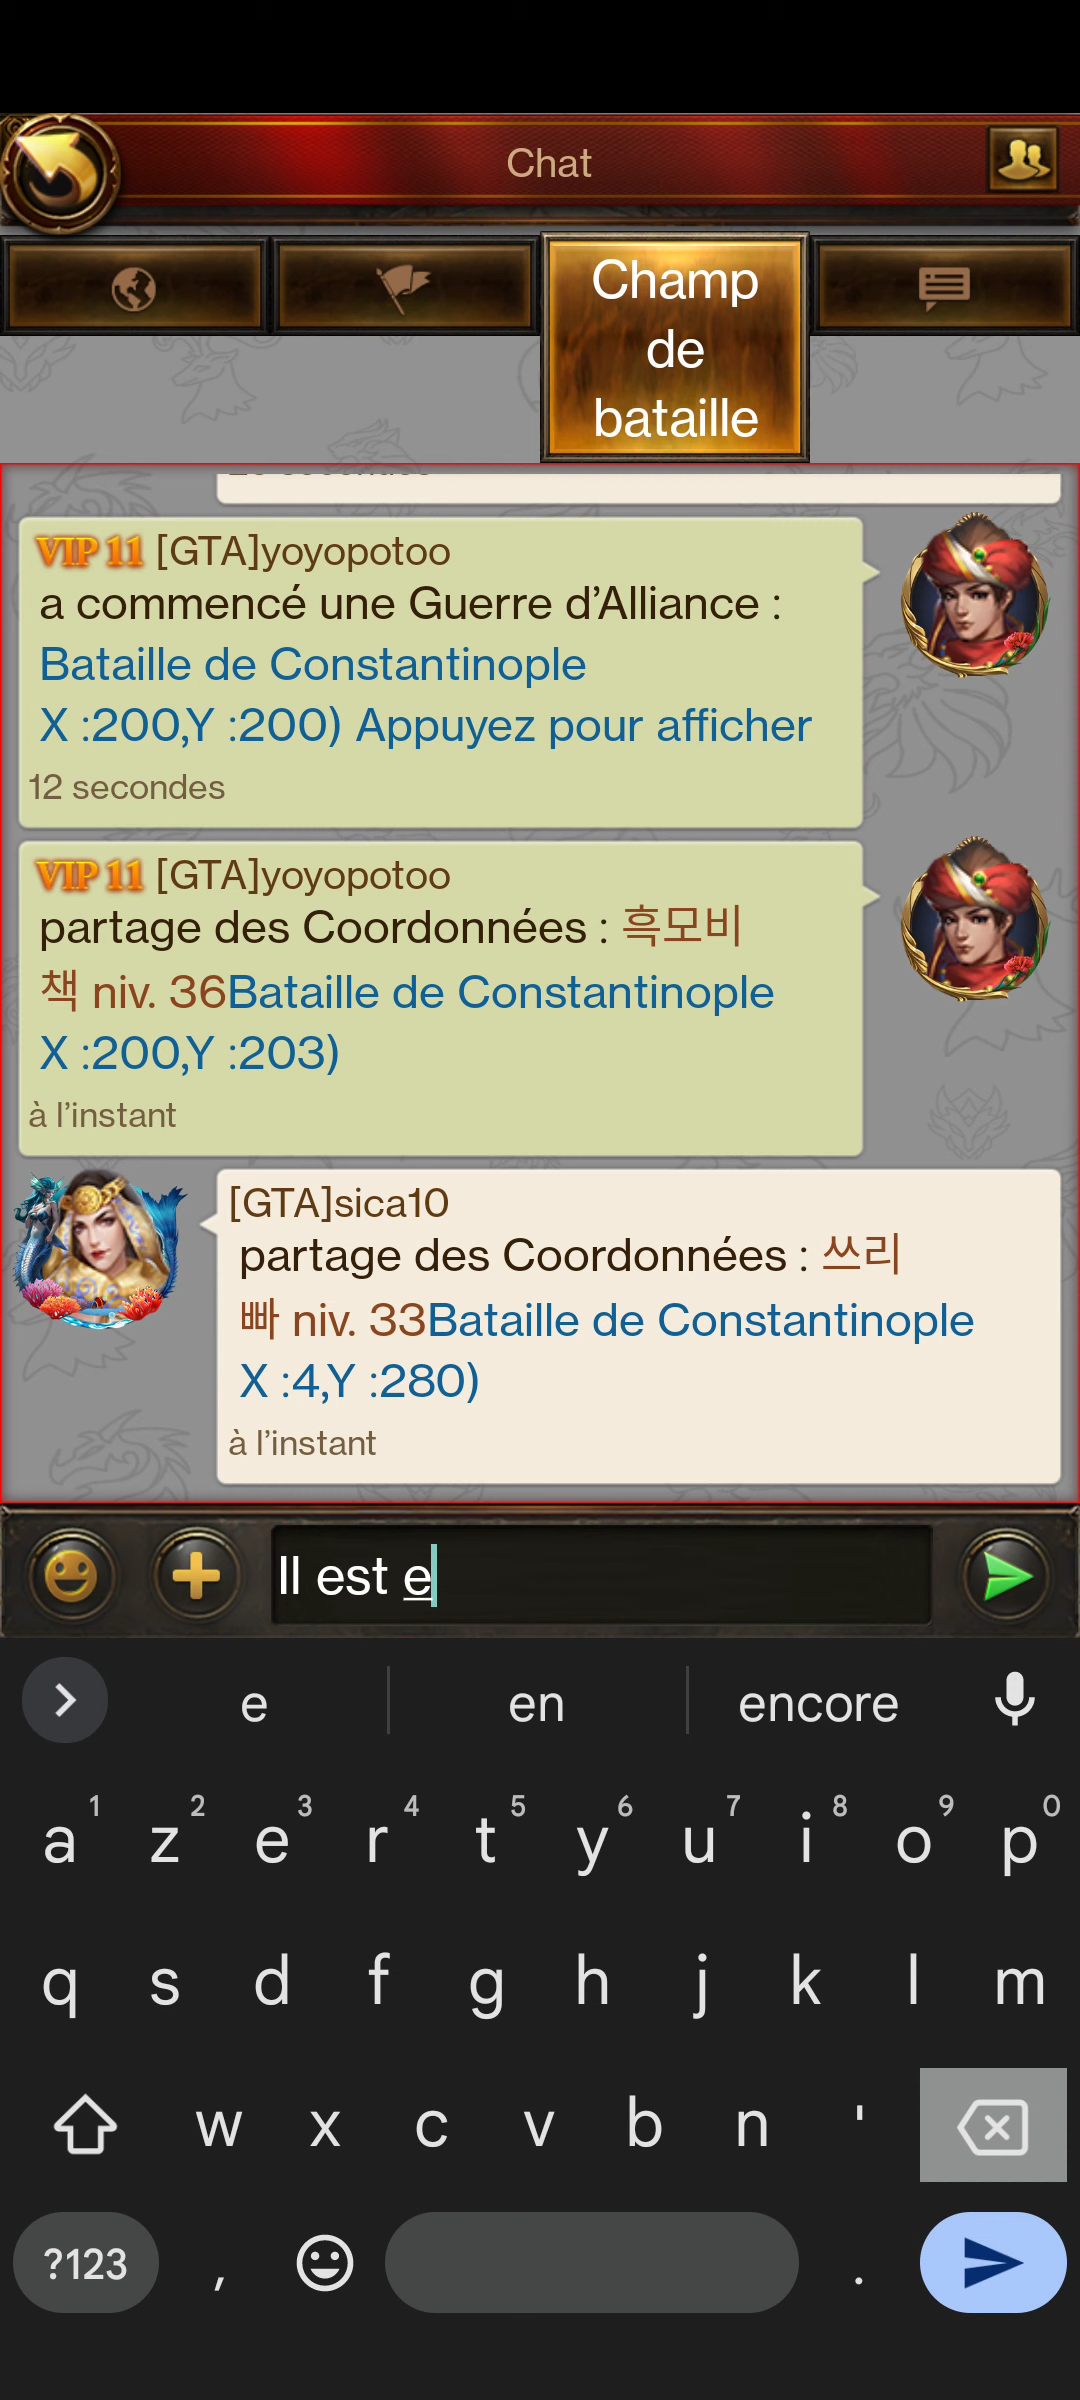 Chat
Champ
de
bataille
VIP 11 [GTA]yoyopotoo
a commencé une Guerre d’Alliance :
Bataille de Constantinople
X :200,Y :200) Appuyez pour afficher
12 secondes
VIP 11 [GTA]yoyopotoo
partage des Coordonnées : 흑모비
책 niv. 36Bataille de Constantinople
X :200,Y :203)
à l’instant
[GTA]sica10
partage des Coordonnées : 쓰리
빠 niv. 33Bataille de Constantinople
X :4,Y :280)
à l’instant
Il est e
e en encore
1 2 3 4 5 6 7 8 9 0
a z e r t y u i o p
q s d f g h j k l m
w x c v b n '
?123 , .